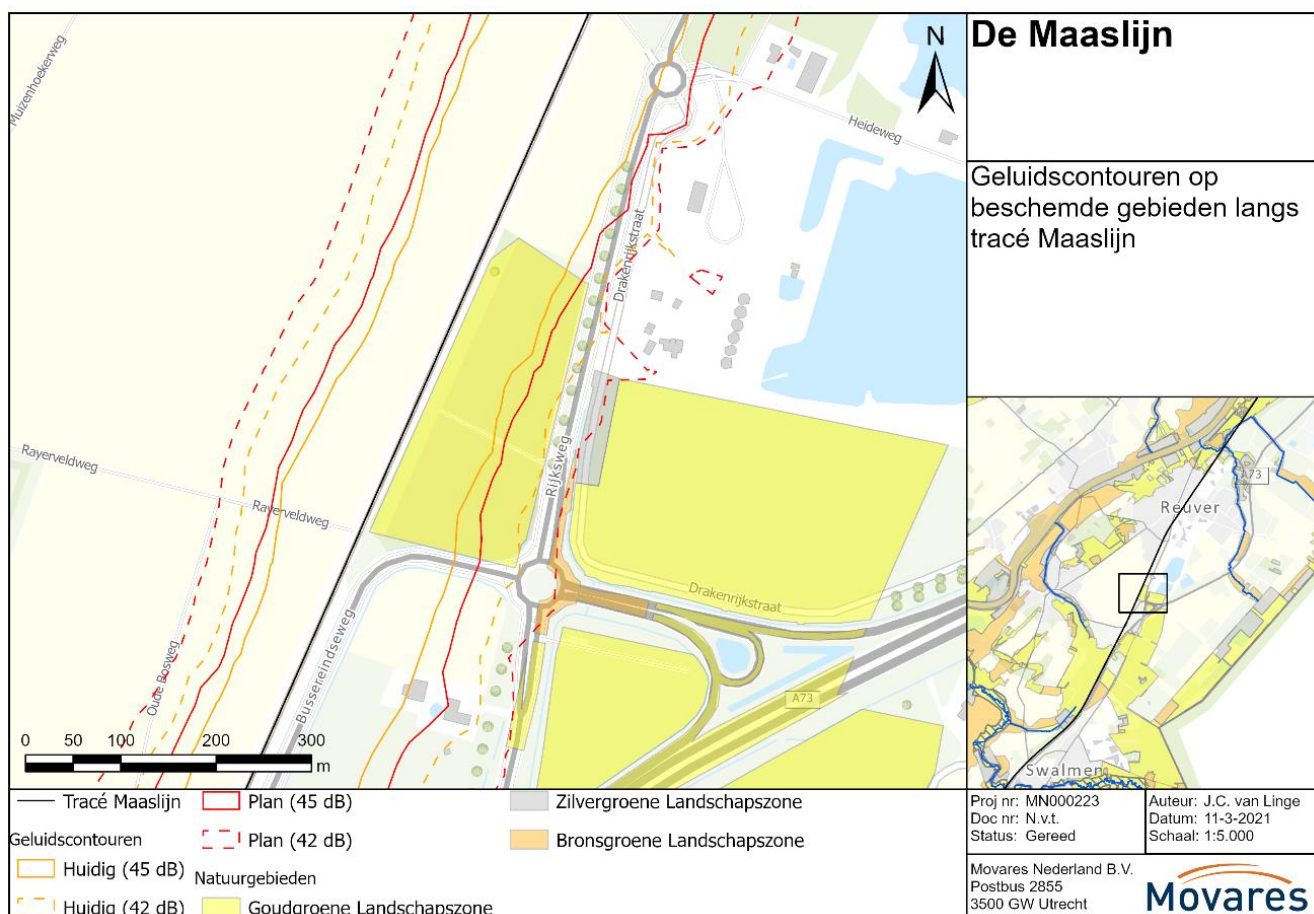 De Maaslijn
Geluidscontouren op
beschemde gebieden langs
tracé Maaslijn
N
Muizenhoekerweg
Heideweg
Drakenrijkstraat
Rijksweg
Rayerveldweg
Rayerveldweg
Drakenrijkstraat
Bussereindseweg
Oude Bosweg
A73
0 50 100 200 300
m
A73
Reuver
Swalmen
Tracé Maaslijn
Geluidscontouren
Huidig (45 dB)
Huidig (42 dB)
Plan (45 dB)
Plan (42 dB)
Natuurgebieden
Goudgroene Landschapszone
Zilvergroene Landschapszone
Bronsgroene Landschapszone
Proj nr: MN000223
Doc nr: N.v.t.
Status: Gereed
Auteur: J.C. van Linge
Datum: 11-3-2021
Schaal: 1:5.000
Movares Nederland B.V.
Postbus 2855
3500 GW Utrecht
Movares